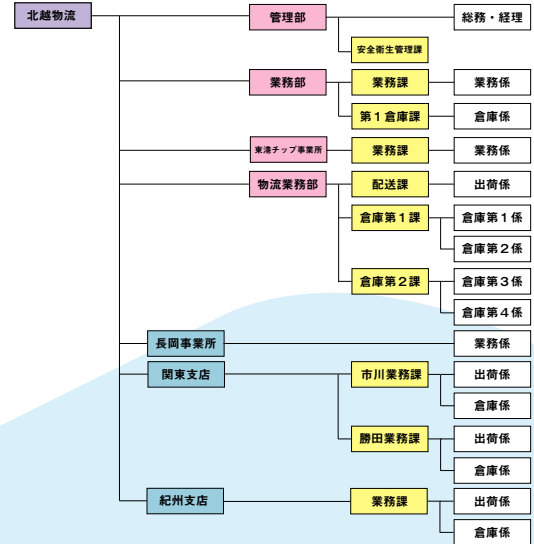 北越物流
管理部
総務・経理
安全衛生管理課
業務部
業務課
業務係
第1倉庫課
倉庫係
東港チップ事業所
業務課
業務係
物流業務部
配送課
出荷係
倉庫第1課
倉庫第1係
倉庫第2係
倉庫第2課
倉庫第3係
倉庫第4係
長岡事業所
業務係
関東支店
市川業務課
出荷係
倉庫係
勝田業務課
出荷係
倉庫係
紀州支店
業務課
出荷係
倉庫係